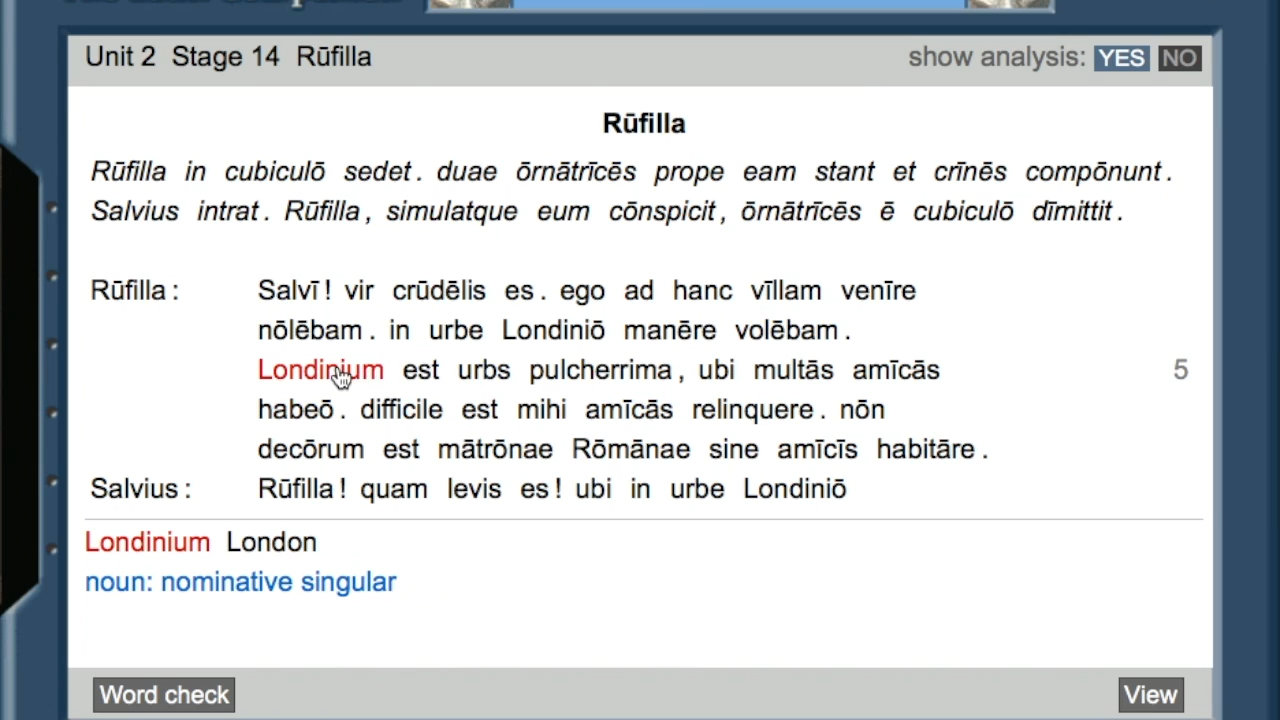 Unit 2 Stage 14 Rūfilla show analysis: YES NO
Rūfilla
Rūfilla in cubiculō sedet. duae ōrnātrīcēs prope eam stant et crīnēs compōnunt.
Salvius intrat. Rūfilla, simulatque eum cōnspicit, ōrnātrīcēs ē cubiculō dīmittit.
Rūfilla: Salvī! vir crūdēlis es. ego ad hanc vīllam venīre
nōlēbam. in urbe Londiniō manēre volēbam.
Londinium est urbs pulcherrima, ubi multās amīcās 5
habeō. difficile est mihi amīcās relinquere. nōn
decōrum est mātrōnae Rōmānae sine amīcīs habitāre.
Salvius: Rūfilla! quam levis es! ubi in urbe Londiniō
Londinium London
noun: nominative singular
Word check View